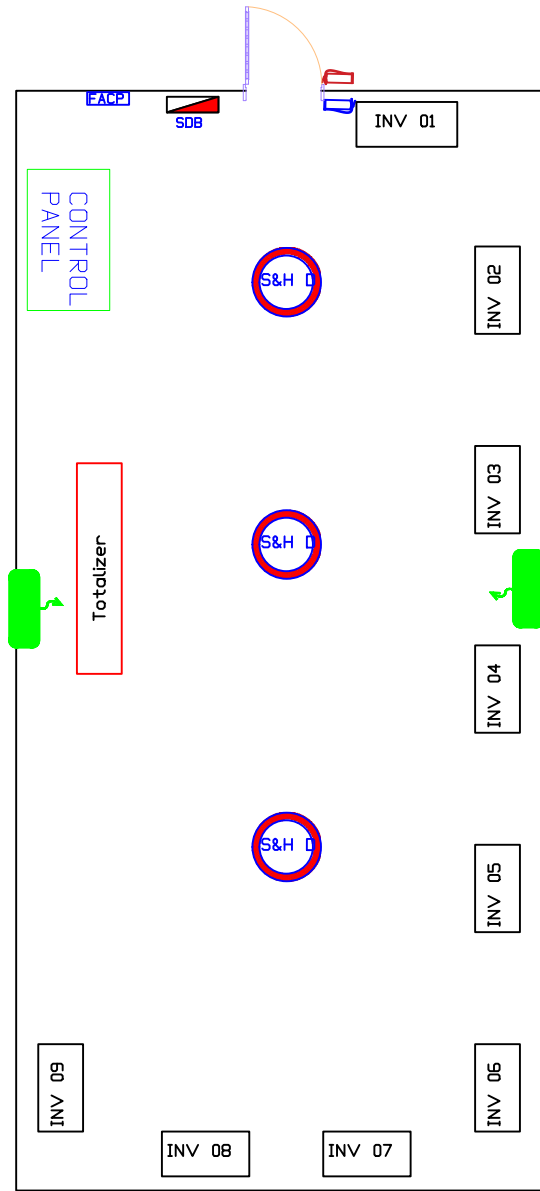 FACP
SDB
INV 01
CONTROL
PANEL
S&H D
INV 02
INV 03
Totalizer
S&H D
INV 04
S&H D
INV 05
INV 09
INV 06
INV 08
INV 07